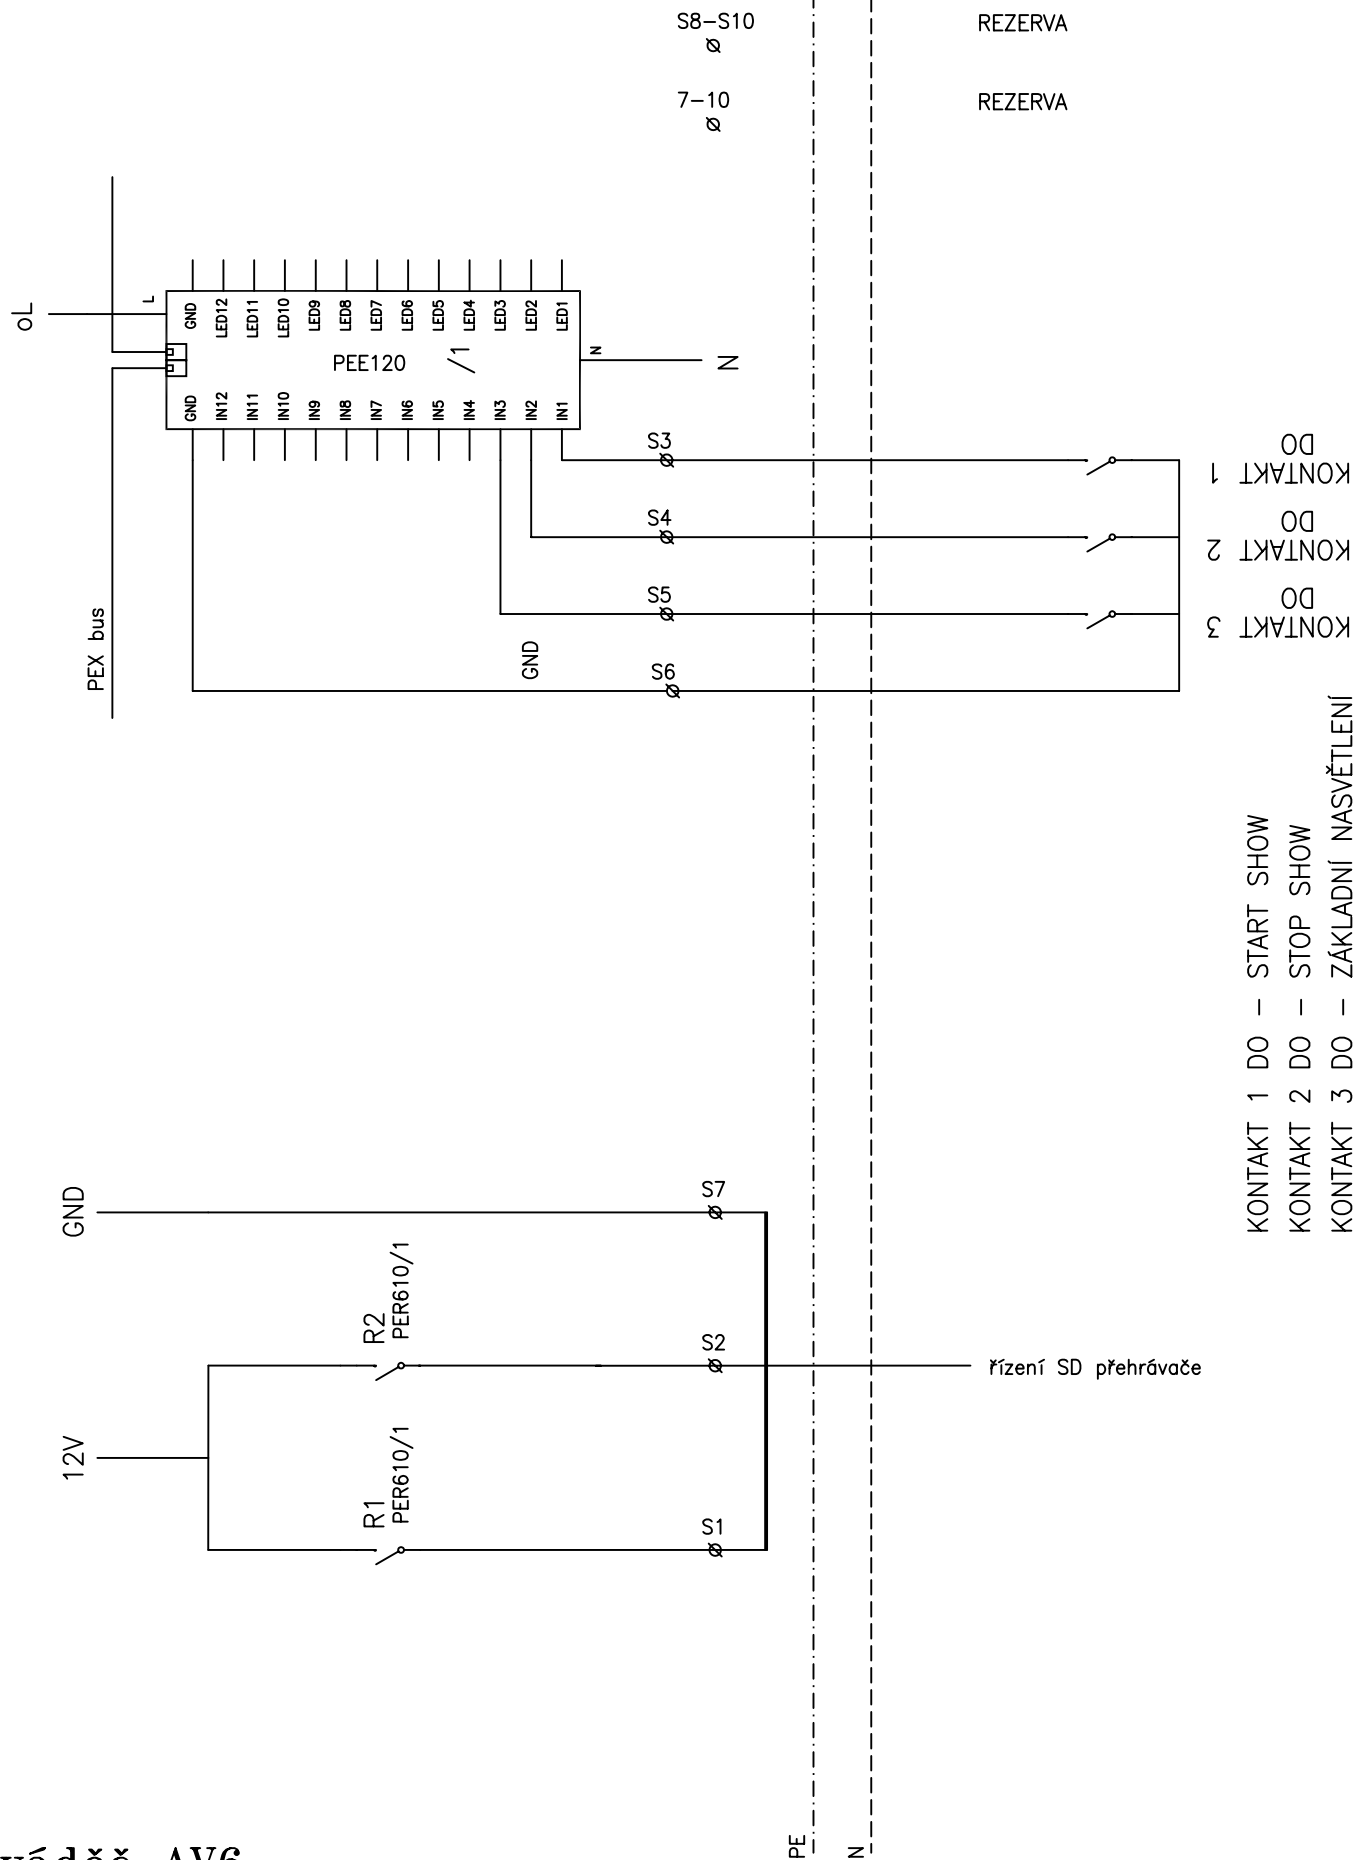 S8-S10
REZERVA
7-10
REZERVA
oL
L
GND
LED12
LED11
LED10
LED9
LED8
LED7
LED6
LED5
LED4
LED3
LED2
LED1
PEE120
/1
N
N
GND
IN12
IN11
IN10
IN9
IN8
IN7
IN6
IN5
IN4
IN3
IN2
IN1
S3
KONTAKT 1
DO
S4
KONTAKT 2
DO
S5
KONTAKT 3
DO
GND
S6
PEX bus
KONTAKT 1 DO - START SHOW
KONTAKT 2 DO - STOP SHOW
KONTAKT 3 DO - ZÁKLADNÍ NASVĚTLENÍ
GND
S7
R2
PER610/1
S2
řízení SD přehrávače
12V
R1
PER610/1
S1
PE
N